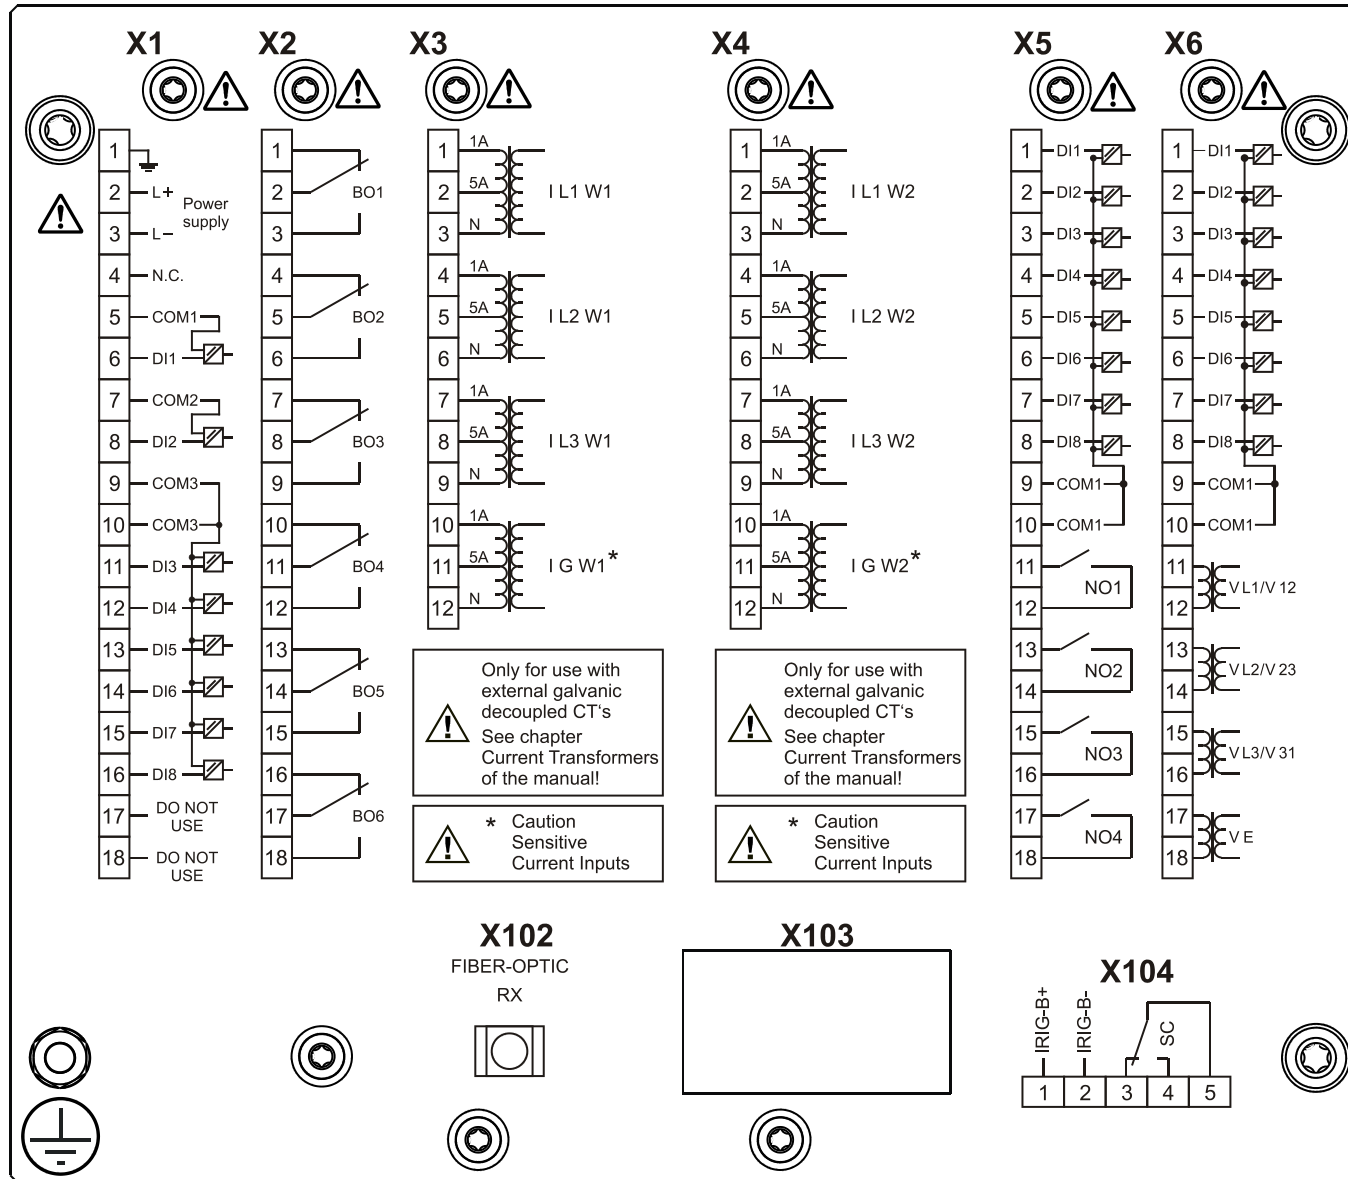 X1 X2 X3 X4 X5 X6
1
2 L+ Power
supply
3 L–
4 N.C.
5 COM1
6 DI1
7 COM2
8 DI2
9 COM3
10 COM3
11 DI3
12 DI4
13 DI5
14 DI6
15 DI7
16 DI8
17 DO NOT
USE
18 DO NOT
USE
1
2 BO1
3
4
5 BO2
6
7
8 BO3
9
10
11 BO4
12
13
14 BO5
15
16
17 BO6
18
1 1A
2 5A I L1 W1
3 N
4 1A
5 5A I L2 W1
6 N
7 1A
8 5A I L3 W1
9 N
10 1A
11 5A I G W1*
12 N
Only for use with
external galvanic
decoupled CT‘s
See chapter
Current Transformers
of the manual!
* Caution
Sensitive
Current Inputs
1 1A
2 5A I L1 W2
3 N
4 1A
5 5A I L2 W2
6 N
7 1A
8 5A I L3 W2
9 N
10 1A
11 5A I G W2*
12 N
Only for use with
external galvanic
decoupled CT‘s
See chapter
Current Transformers
of the manual!
* Caution
Sensitive
Current Inputs
1 DI1
2 DI2
3 DI3
4 DI4
5 DI5
6 DI6
7 DI7
8 DI8
9 COM1
10 COM1
11
NO1
12
13
NO2
14
15
NO3
16
17
NO4
18
1 DI1
2 DI2
3 DI3
4 DI4
5 DI5
6 DI6
7 DI7
8 DI8
9 COM1
10 COM1
11
V L1/V 12
12
13
V L2/V 23
14
15
V L3/V 31
16
17
V E
18
X102
FIBER-OPTIC
RX
X103
X104
IRIG-B+
IRIG-B-
SC
1 2 3 4 5